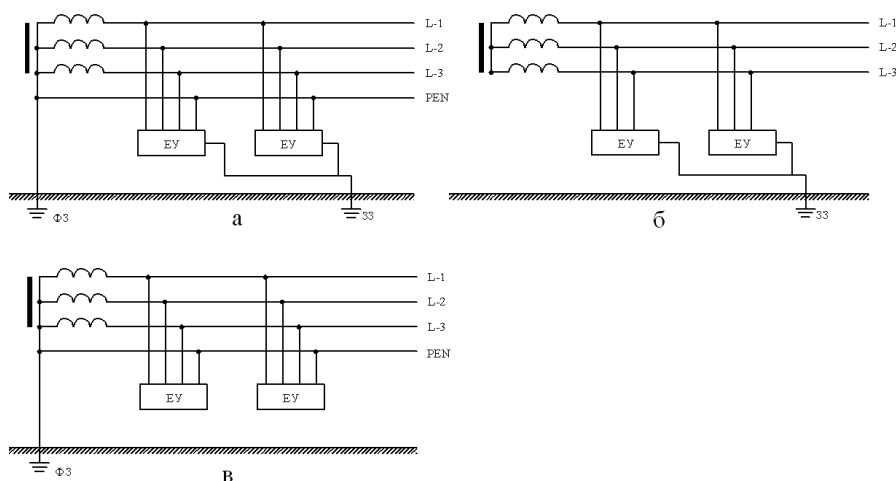 L-1
L-2
L-3
PEN
ЕУ ЕУ
ФЗ
ЗЗ
а
L-1
L-2
L-3
ЕУ ЕУ
ЗЗ
б
L-1
L-2
L-3
PEN
ЕУ ЕУ
ФЗ
в